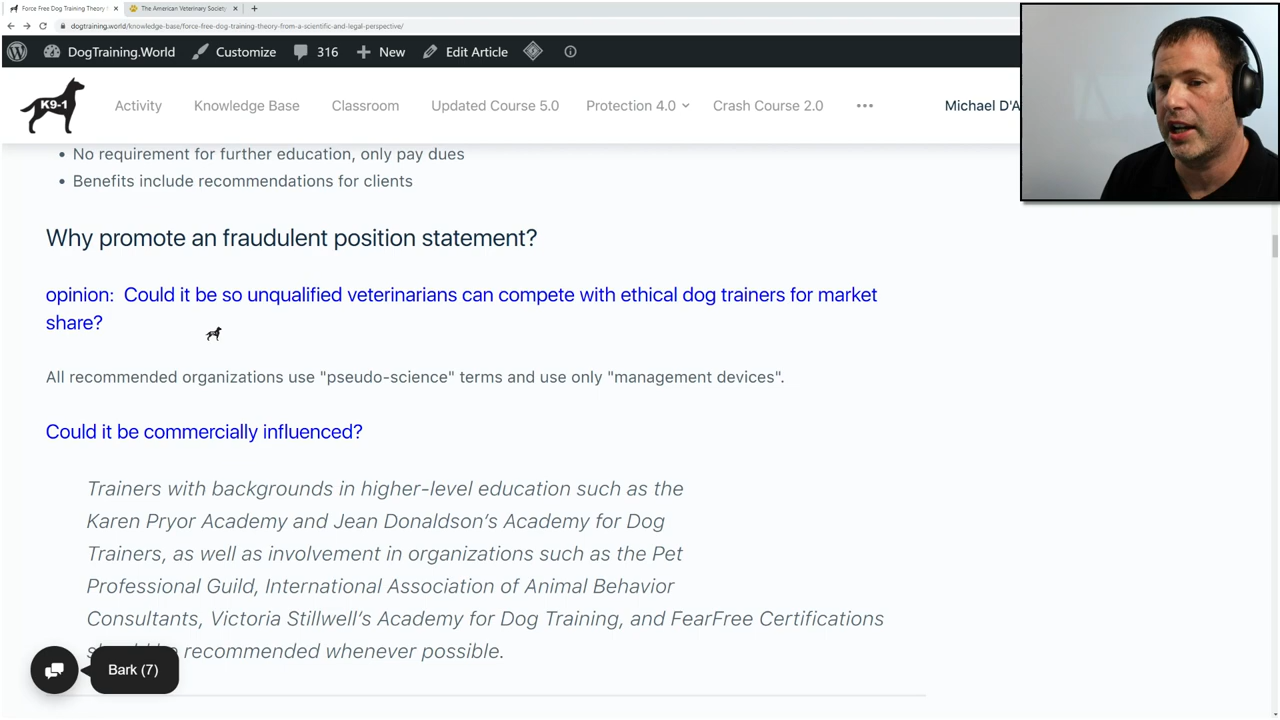 Force Free Dog Training Theory
The American Veterinary Society
dogtraining.world/knowledge-base/force-free-dog-training-theory-from-a-scientific-and-legal-perspective/
DogTraining.World Customize 316 New Edit Article
K9-1 Activity Knowledge Base Classroom Updated Course 5.0 Protection 4.0 Crash Course 2.0 ••• Michael D'A
• No requirement for further education, only pay dues
• Benefits include recommendations for clients
Why promote an fraudulent position statement?
opinion: Could it be so unqualified veterinarians can compete with ethical dog trainers for market
share?
All recommended organizations use "pseudo-science" terms and use only "management devices".
Could it be commercially influenced?
Trainers with backgrounds in higher-level education such as the
Karen Pryor Academy and Jean Donaldson's Academy for Dog
Trainers, as well as involvement in organizations such as the Pet
Professional Guild, International Association of Animal Behavior
Consultants, Victoria Stillwell's Academy for Dog Training, and FearFree Certifications
recommended whenever possible.
Bark (7)